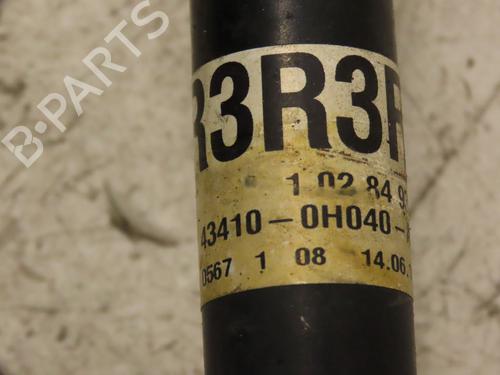 B-PARTS
R3R3R
1 02 84 9
43410-0H040-
0567 1 08 14.06.